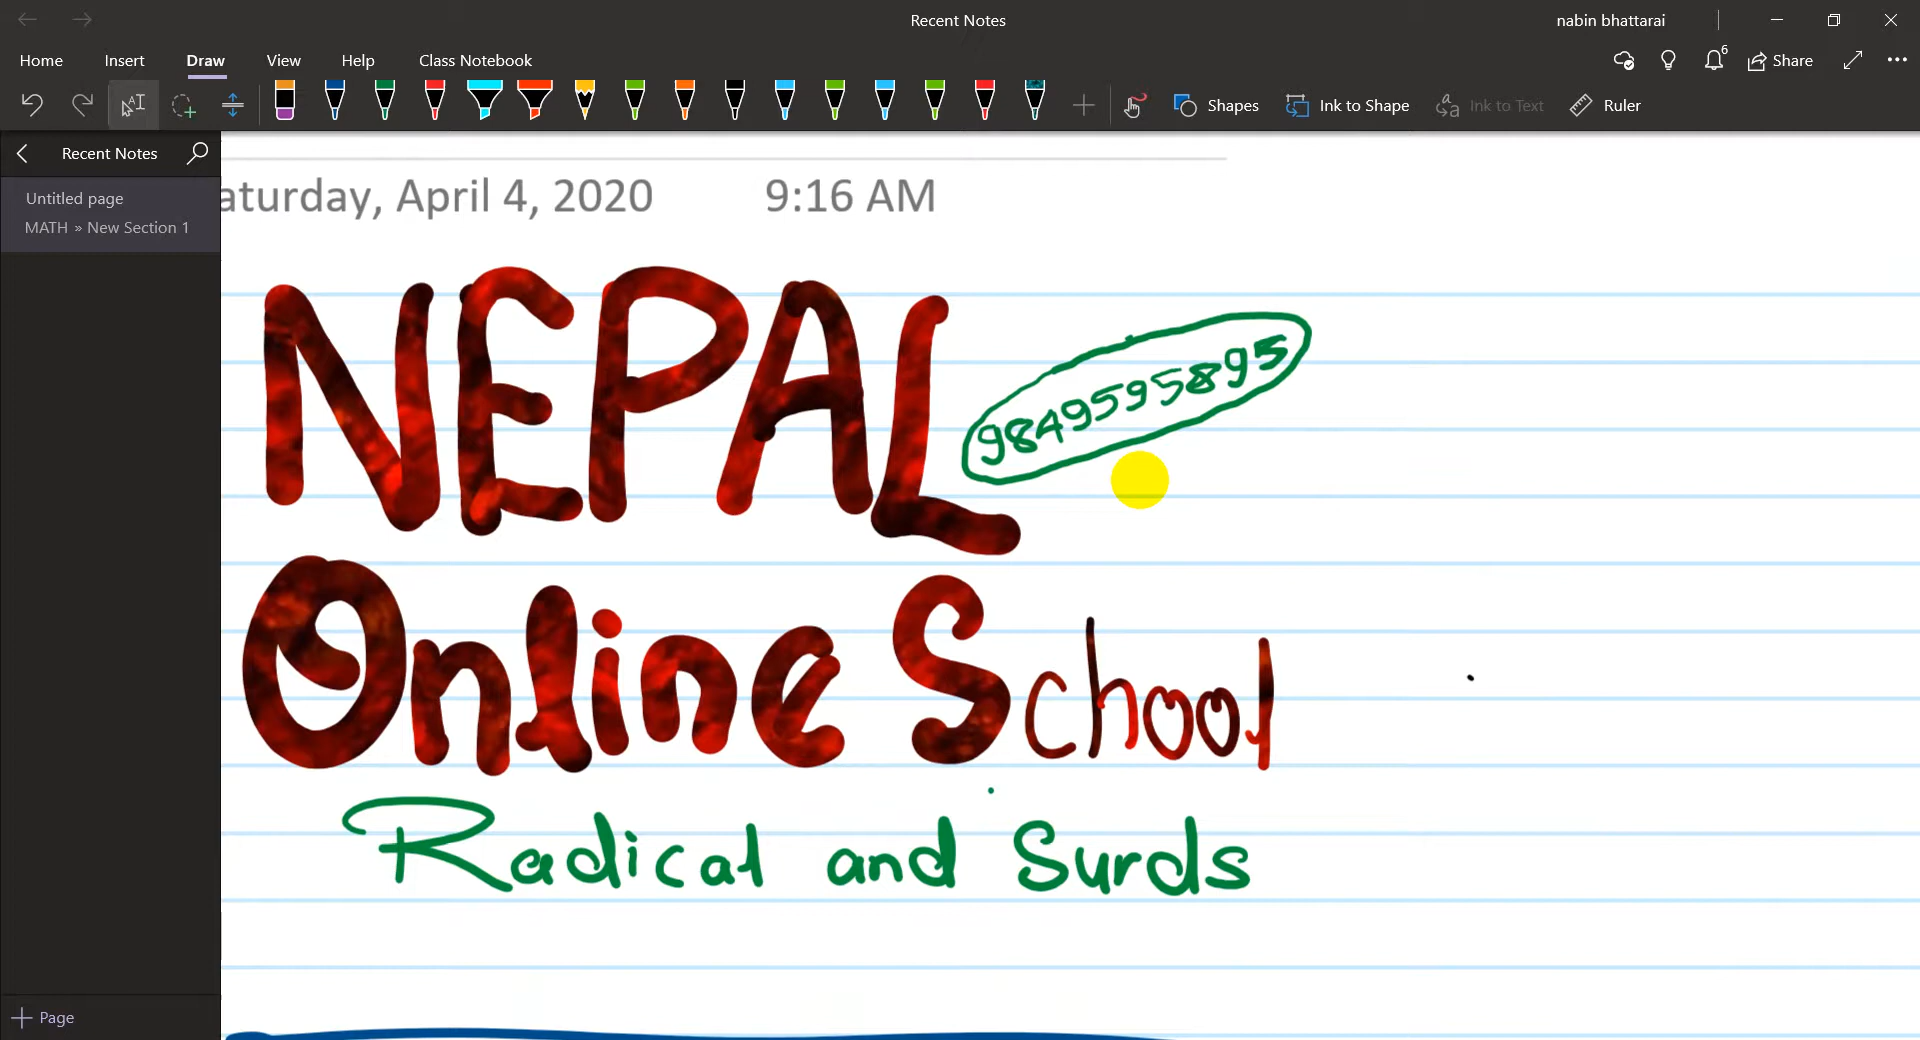 Recent Notes
nabin bhattarai
Home Insert Draw View Help Class Notebook
6
Share
Shapes Ink to Shape Ink to Text Ruler
Recent Notes
Untitled page
MATH » New Section 1
aturday, April 4, 2020 9:16 AM
NEPAL
9849595895
Online School
Radical and Surds
Page